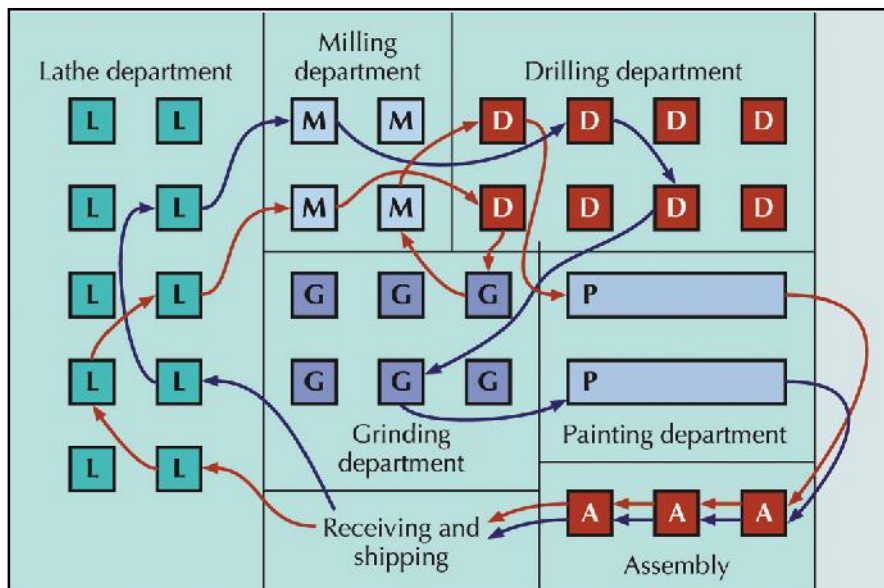 Lathe department
Milling
department
Drilling department
L L M M D D D D
L L M M D D D D
L L G G G P
L L G G G P
Grinding
department
Painting department
L L
Receiving and
shipping
A A A
Assembly